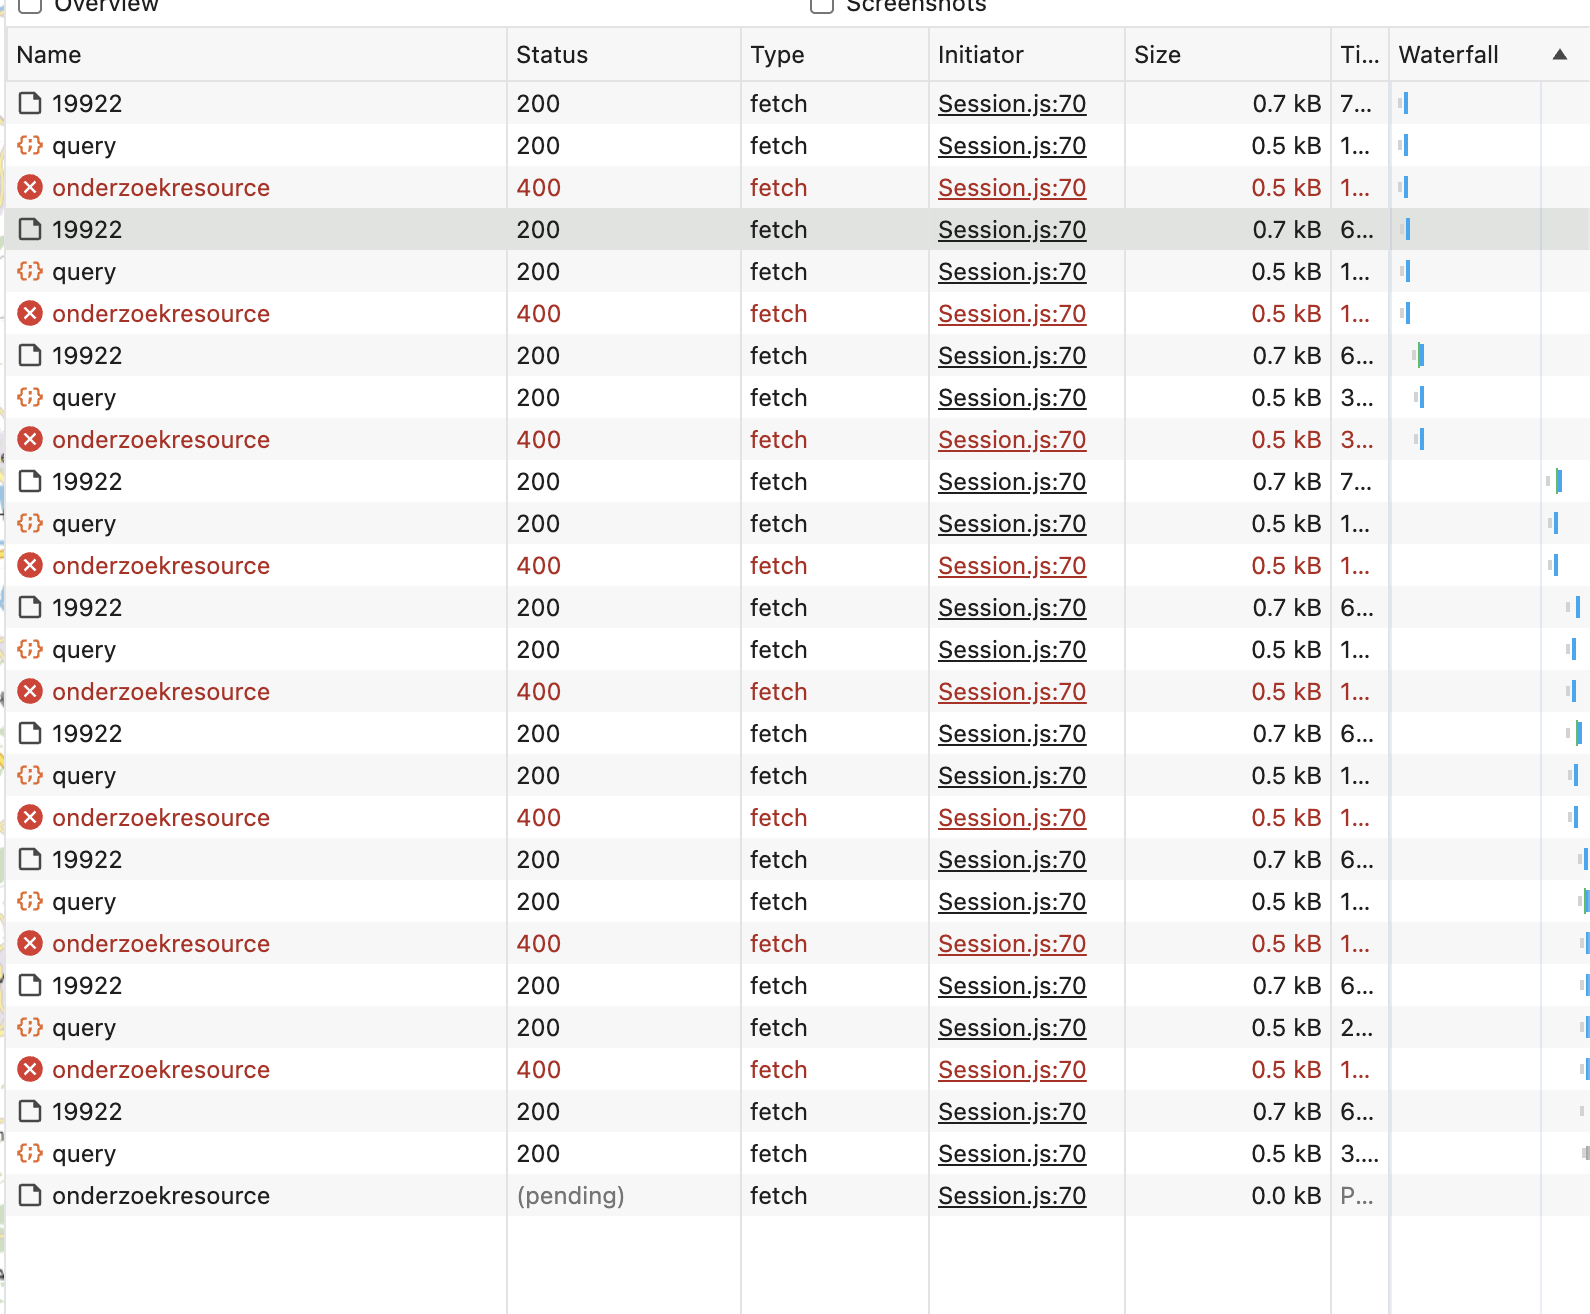 Overview Screenshots
Name Status Type Initiator Size Ti... Waterfall
19922 200 fetch Session.js:70 0.7 kB 7...
query 200 fetch Session.js:70 0.5 kB 1...
onderzoekresource 400 fetch Session.js:70 0.5 kB 1...
19922 200 fetch Session.js:70 0.7 kB 6...
query 200 fetch Session.js:70 0.5 kB 1...
onderzoekresource 400 fetch Session.js:70 0.5 kB 1...
19922 200 fetch Session.js:70 0.7 kB 6...
query 200 fetch Session.js:70 0.5 kB 3...
onderzoekresource 400 fetch Session.js:70 0.5 kB 3...
19922 200 fetch Session.js:70 0.7 kB 7...
query 200 fetch Session.js:70 0.5 kB 1...
onderzoekresource 400 fetch Session.js:70 0.5 kB 1...
19922 200 fetch Session.js:70 0.7 kB 6...
query 200 fetch Session.js:70 0.5 kB 1...
onderzoekresource 400 fetch Session.js:70 0.5 kB 1...
19922 200 fetch Session.js:70 0.7 kB 6...
query 200 fetch Session.js:70 0.5 kB 1...
onderzoekresource 400 fetch Session.js:70 0.5 kB 1...
19922 200 fetch Session.js:70 0.7 kB 6...
query 200 fetch Session.js:70 0.5 kB 1...
onderzoekresource 400 fetch Session.js:70 0.5 kB 1...
19922 200 fetch Session.js:70 0.7 kB 6...
query 200 fetch Session.js:70 0.5 kB 2...
onderzoekresource 400 fetch Session.js:70 0.5 kB 1...
19922 200 fetch Session.js:70 0.7 kB 6...
query 200 fetch Session.js:70 0.5 kB 3....
onderzoekresource (pending) fetch Session.js:70 0.0 kB P...